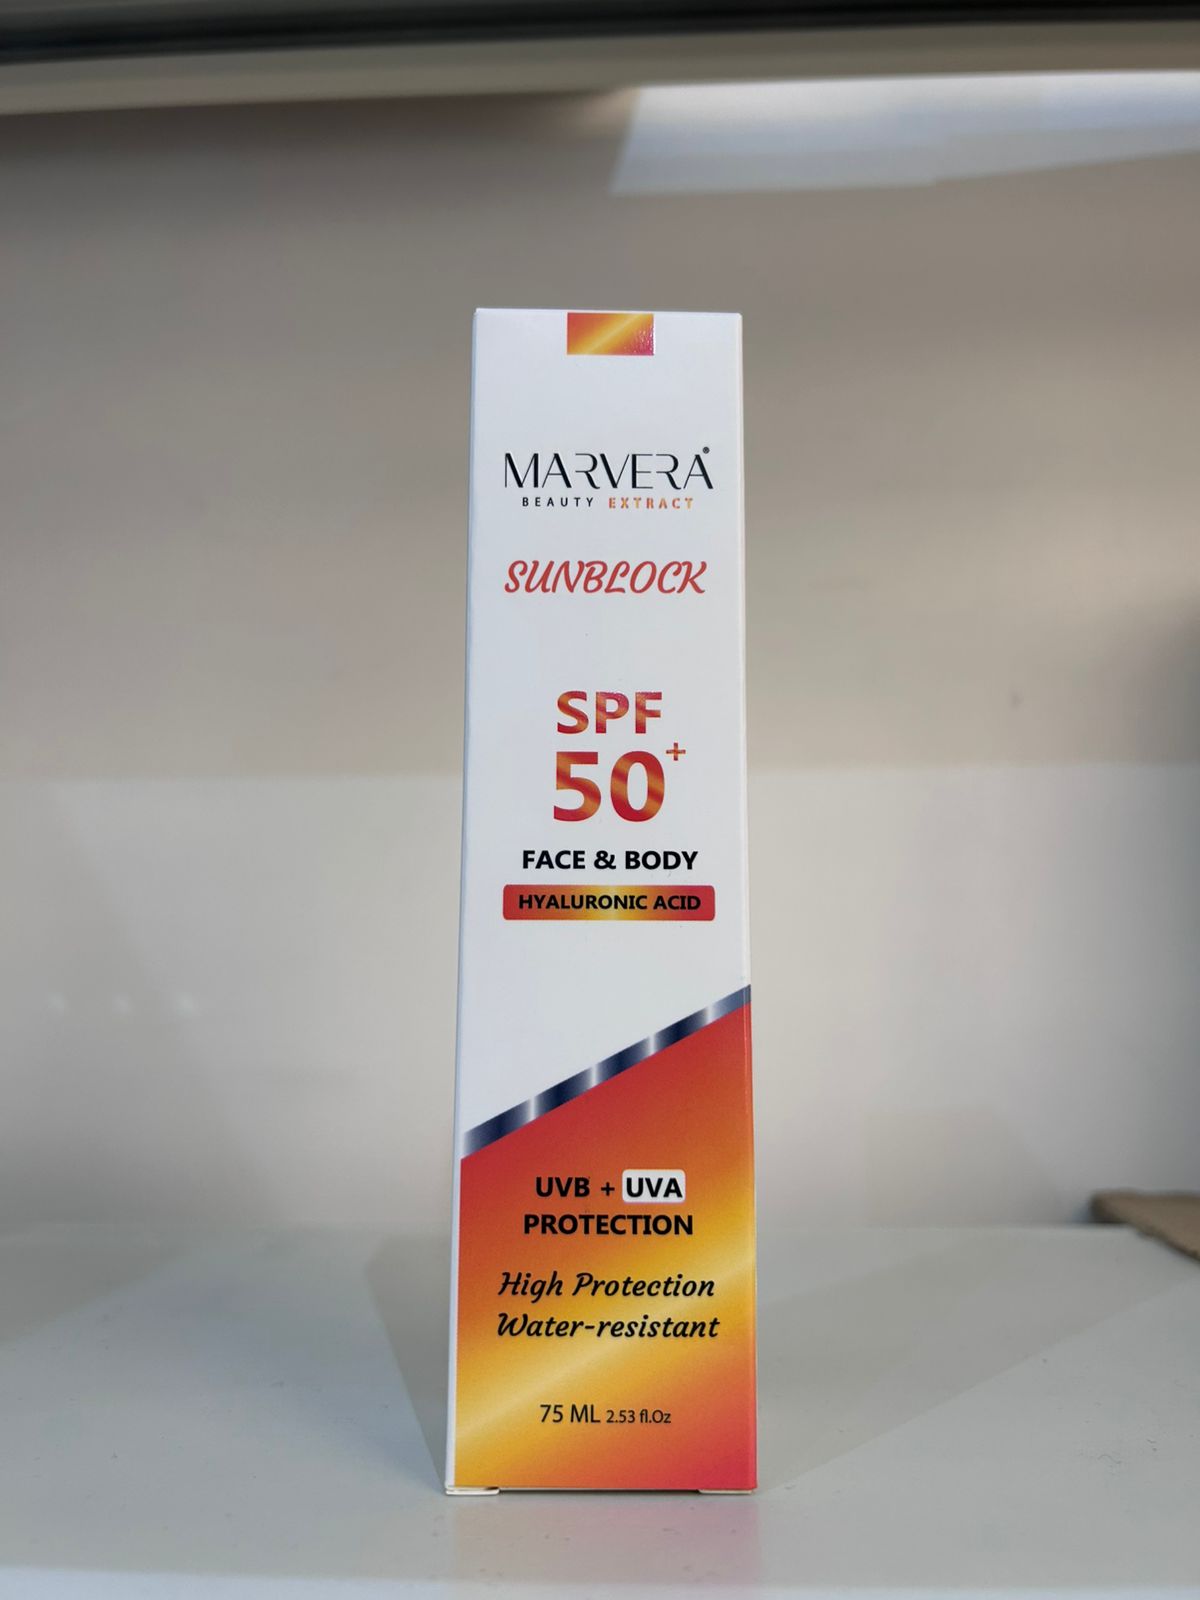 MARVERA®
BEAUTY EXTRACT
SUNBLOCK
SPF
50+
FACE & BODY
HYALURONIC ACID
UVB + UVA
PROTECTION
High Protection
Water-resistant
75 ML 2.53 fl.Oz